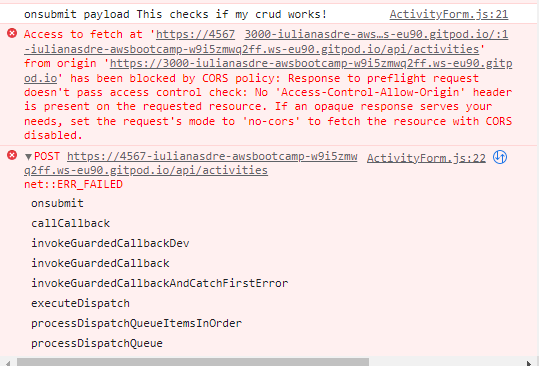 onsubmit payload This checks if my crud works! ActivityForm.js:21
Access to fetch at 'https://4567 3000-iulianasdre-aws…s-eu90.gitpod.io/:1
-iulianasdre-awsbootcamp-w9i5zmwq2ff.ws-eu90.gitpod.io/api/activities'
from origin 'https://3000-iulianasdre-awsbootcamp-w9i5zmwq2ff.ws-eu90.gitp
od.io' has been blocked by CORS policy: Response to preflight request
doesn't pass access control check: No 'Access-Control-Allow-Origin' header
is present on the requested resource. If an opaque response serves your
needs, set the request's mode to 'no-cors' to fetch the resource with CORS
disabled.
▼POST https://4567-iulianasdre-awsbootcamp-w9i5zmw ActivityForm.js:22
q2ff.ws-eu90.gitpod.io/api/activities
net::ERR_FAILED
onsubmit
callCallback
invokeGuardedCallbackDev
invokeGuardedCallback
invokeGuardedCallbackAndCatchFirstError
executeDispatch
processDispatchQueueItemsInOrder
processDispatchQueue